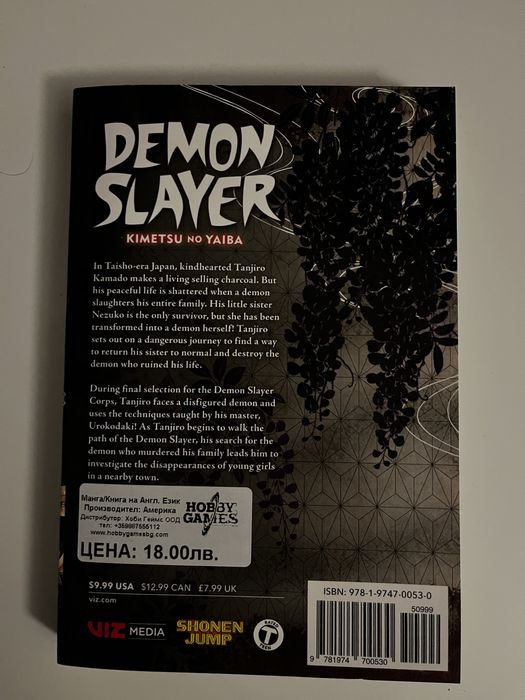 DEMON
SLAYER
KIMETSU NO YAIBA
In Taisho-era Japan, kindhearted Tanjiro
Kamado makes a living selling charcoal. But
his peaceful life is shattered when a demon
slaughters his entire family. His little sister
Nezuko is the only survivor, but she has been
transformed into a demon herself! Tanjiro
sets out on a dangerous journey to find a way
to return his sister to normal and destroy the
demon who ruined his life.
During final selection for the Demon Slayer
Corps, Tanjiro faces a disfigured demon and
uses the techniques taught by his master,
Urokodaki! As Tanjiro begins to walk the
path of the Demon Slayer, his search for the
demon who murdered his family leads him to
investigate the disappearances of young girls
in a nearby town.
Манга/Книга на Англ. Език
Производител: Америка
Дистрибутор: Хоби Геймс ООД
тел: +359887555112
www.hobbygamesbg.com
HOBBY
GAMES
ЦЕНА: 18.00лв.
$9.99 USA $12.99 CAN £7.99 UK
viz.com
VIZ MEDIA
SHONEN
JUMP
RATED
T
TEEN
ISBN: 978-1-9747-0053-0
50999
9 781974 700530